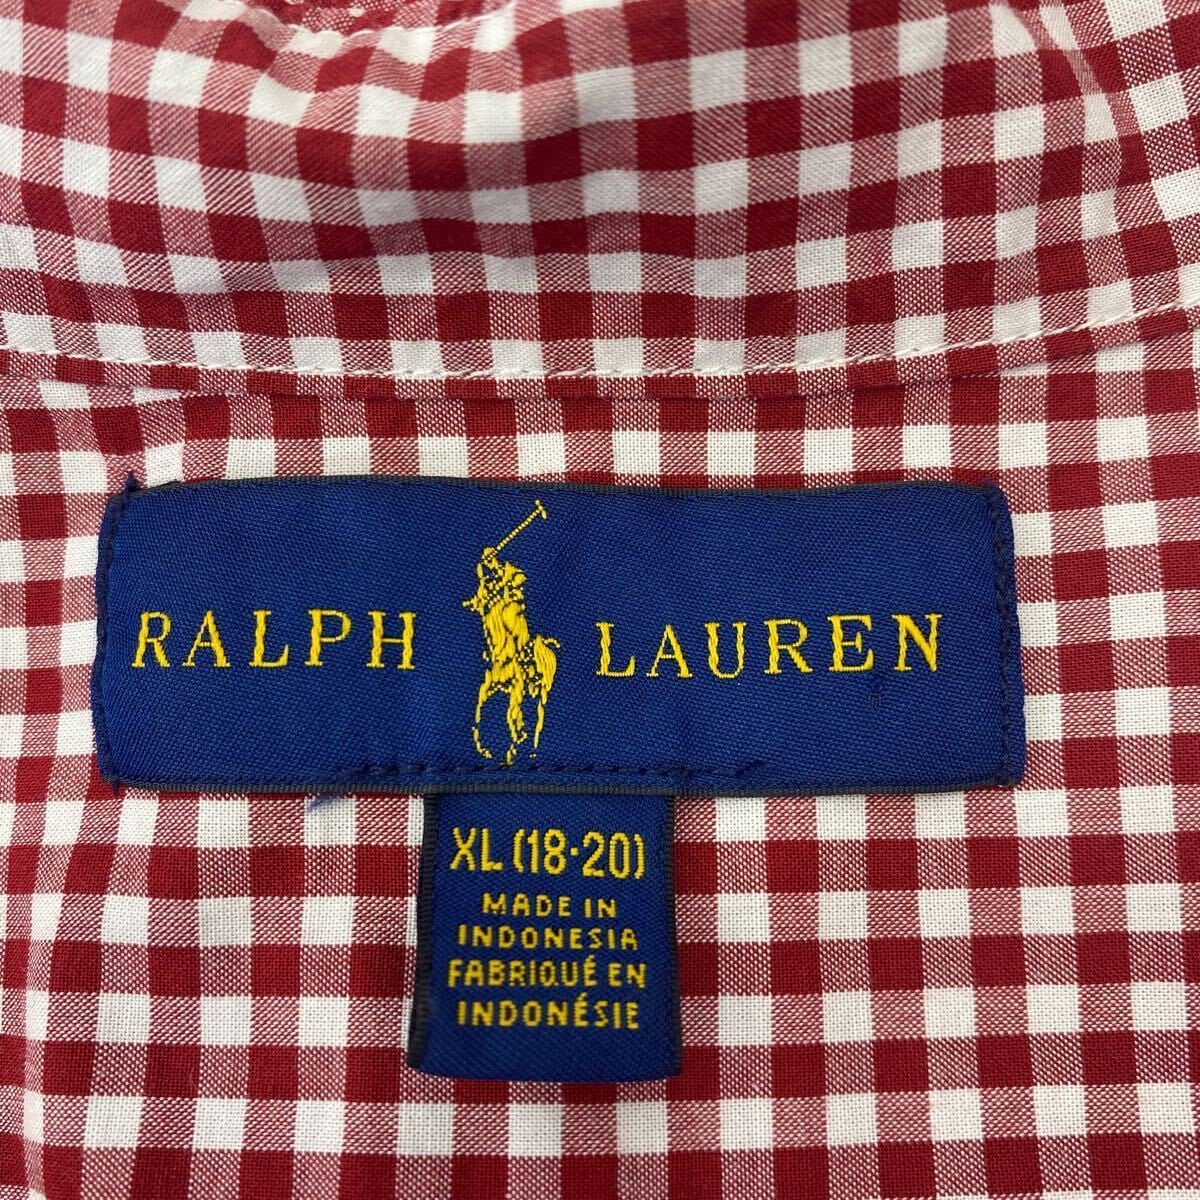 RALPH LAUREN
XL (18·20)
MADE IN
INDONESIA
FABRIQUÉ EN
INDONÉSIE